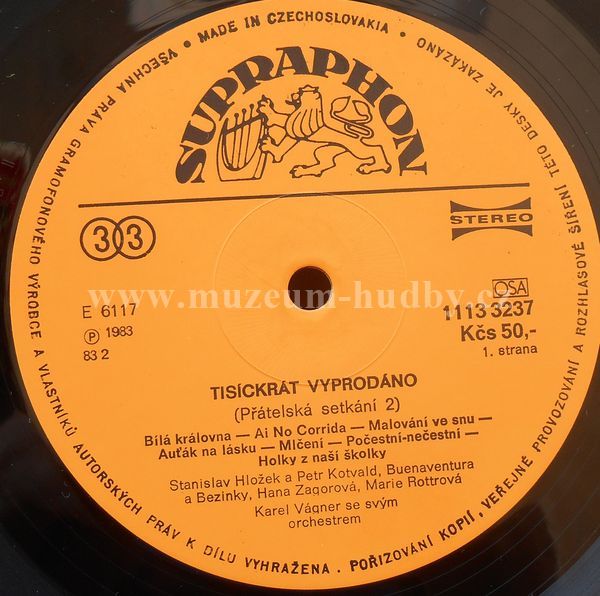 VŠECHNA PRÁVA GRAMOFONOVÉHO VÝROBCE A VLASTNÍKŮ AUTORSKÝCH PRÁV K DÍLU VYHRAŽENA. POŘIZOVÁNÍ KOPIÍ, VEŘEJNÉ PROVOZOVÁNÍ A ROZHLASOVÉ ŠÍŘENÍ TÉTO DESKY JE ZAKÁZÁNO
• MADE IN CZECHOSLOVAKIA •
SUPRAPHON
33
STEREO
www.muzeum-hudby.cz
E 6117
Ⓟ 1983
83 2
OSA
1113 3237
Kčs 50,-
1. strana
TISÍCKRÁT VYPRODÁNO
(Přátelská setkání 2)
Bílá královna — Ai No Corrida — Malování ve snu —
Auťák na lásku — Mlčení — Počestní-nečestní —
Holky z naší školky
Stanislav Hložek a Petr Kotvald, Buenaventura
a Bezinky, Hana Zagorová, Marie Rottrová
Karel Vágner se svým
orchestrem